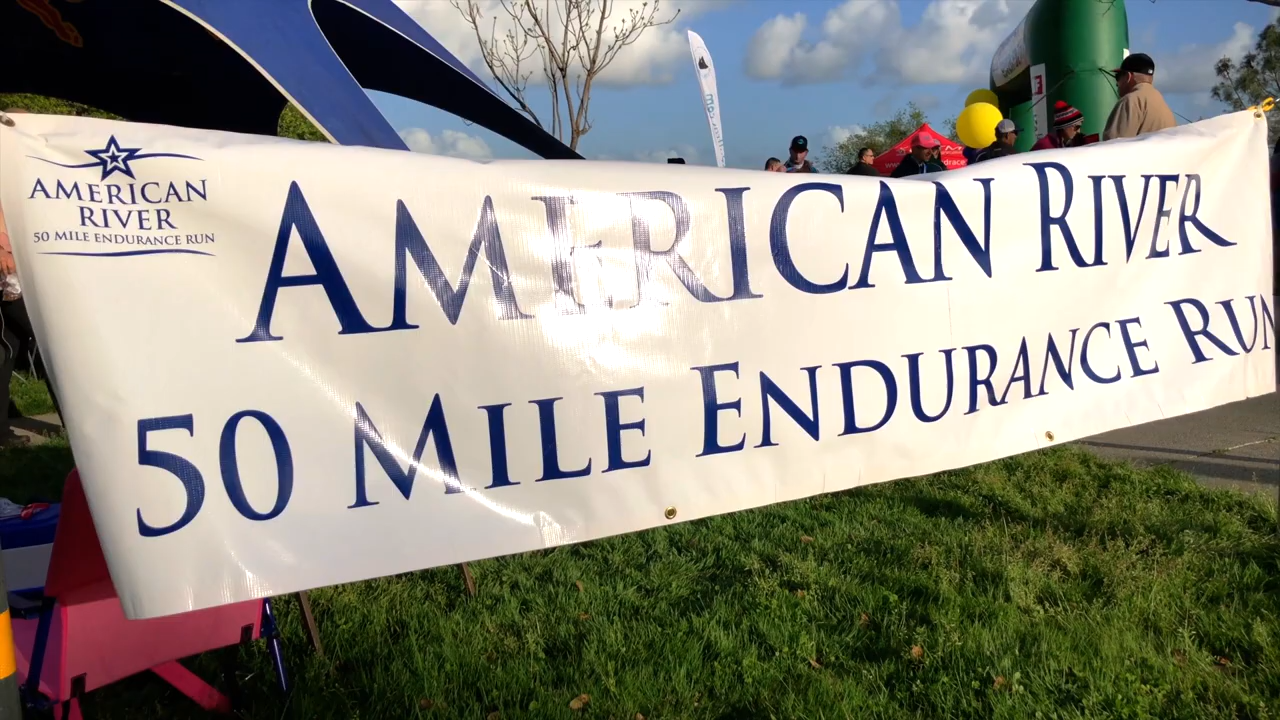 AMERICAN
RIVER
50 MILE ENDURANCE RUN
AMERICAN RIVER
50 MILE ENDURANCE RUN